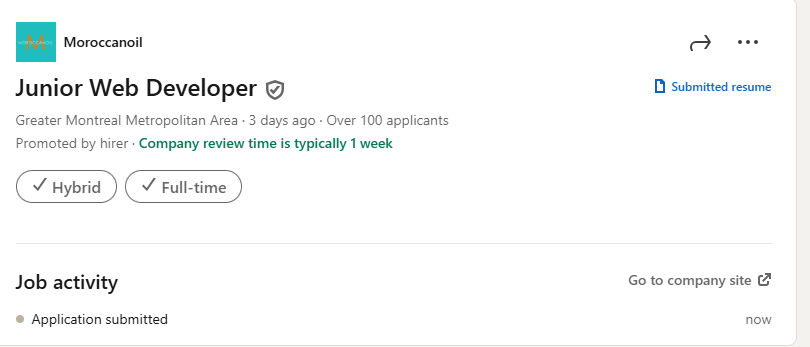 Moroccanoil
Junior Web Developer
Submitted resume
Greater Montreal Metropolitan Area · 3 days ago · Over 100 applicants
Promoted by hirer · Company review time is typically 1 week
Hybrid
Full-time
Job activity
Go to company site
Application submitted
now